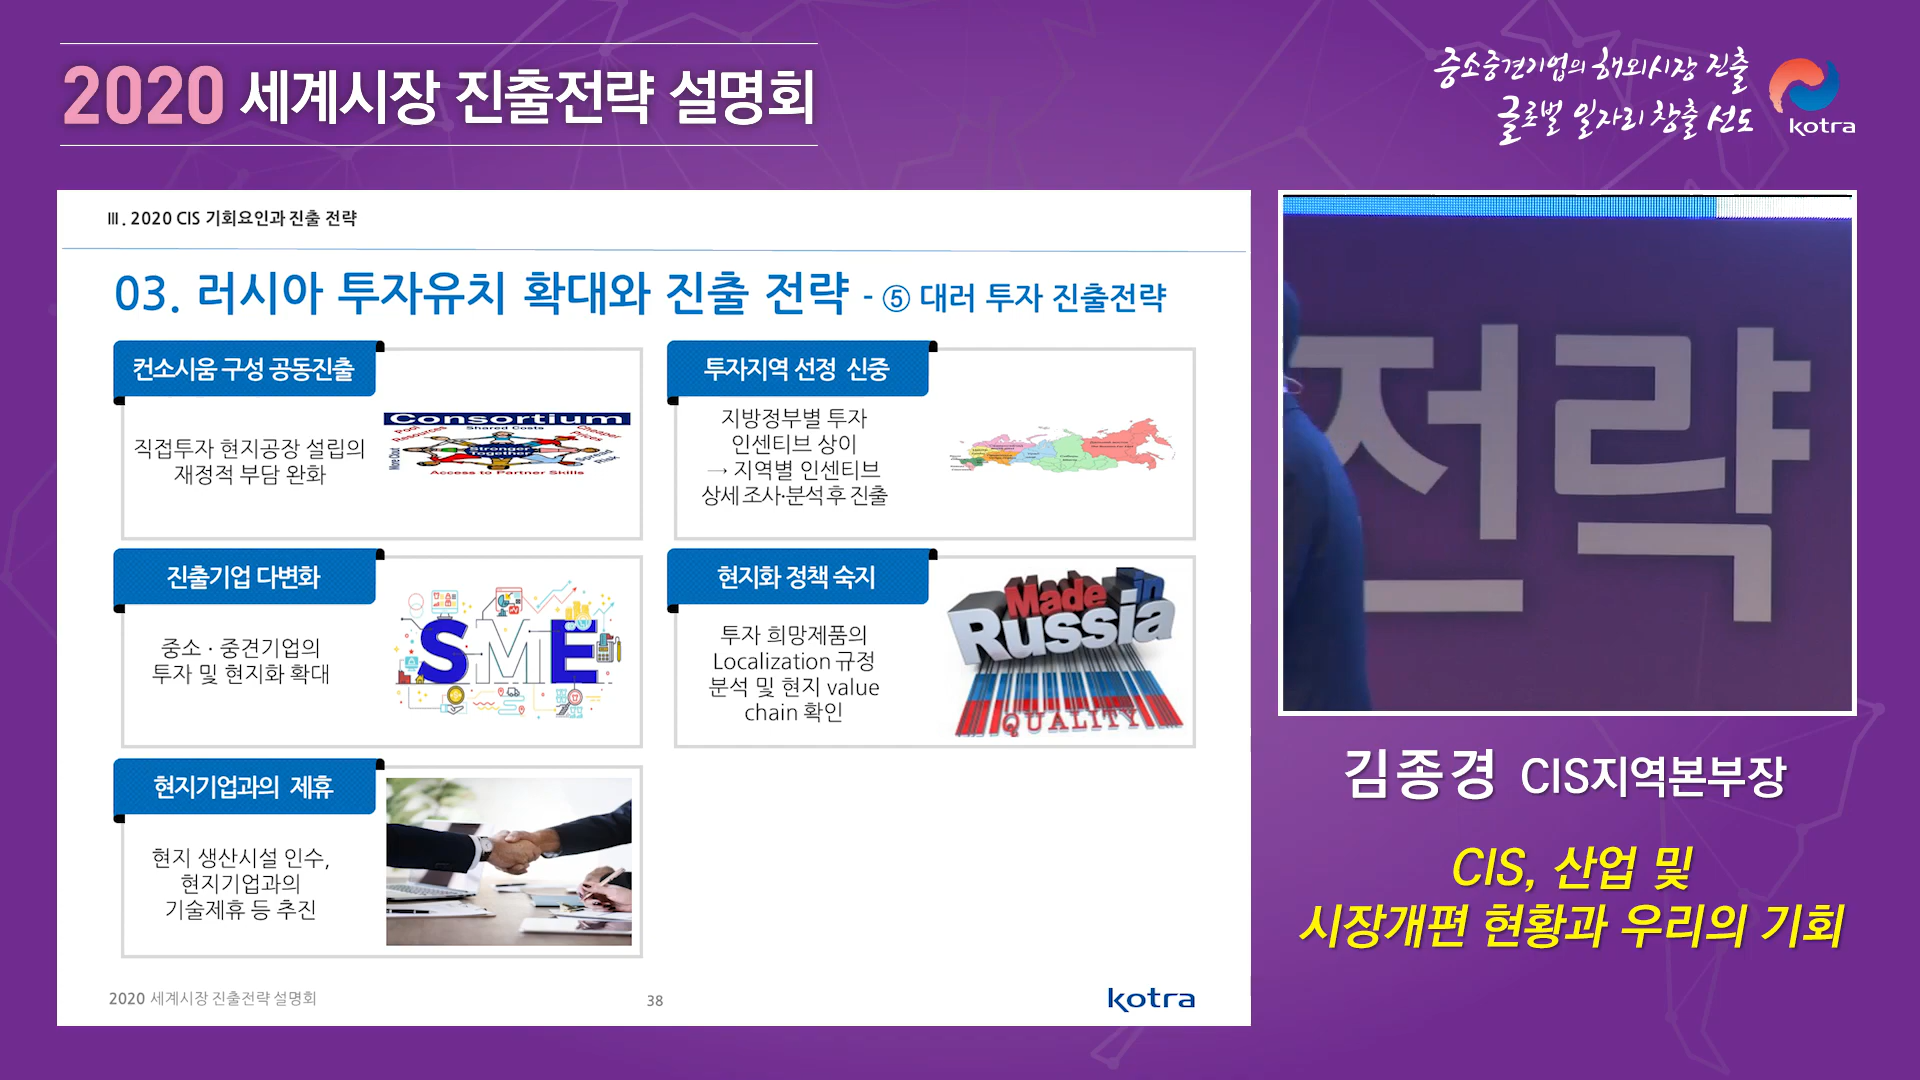 2020 세계시장 진출전략 설명회
중소중견기업의 해외시장 진출
글로벌 일자리 창출 선도
kotra
Ⅲ. 2020 CIS 기회요인과 진출 전략
03. 러시아 투자유치 확대와 진출 전략 - ⑤ 대러 투자 진출전략
컨소시움 구성 공동진출
직접투자 현지공장 설립의
재정적 부담 완화
Consortium
Shared Costs
Pool Resources
Cheaper Prices
Stronger
Together
Access to Partner Skills
투자지역 선정 신중
지방정부별 투자
인센티브 상이
→ 지역별 인센티브
상세 조사·분석 후 진출
진출기업 다변화
중소 · 중견기업의
투자 및 현지화 확대
SME
현지화 정책 숙지
투자 희망제품의
Localization 규정
분석 및 현지 value
chain 확인
Made in
Russia
QUALITY
현지기업과의 제휴
현지 생산시설 인수,
현지기업과의
기술제휴 등 추진
2020 세계시장 진출전략 설명회
38
kotra
전략
김종경 CIS지역본부장
CIS, 산업 및
시장개편 현황과 우리의 기회